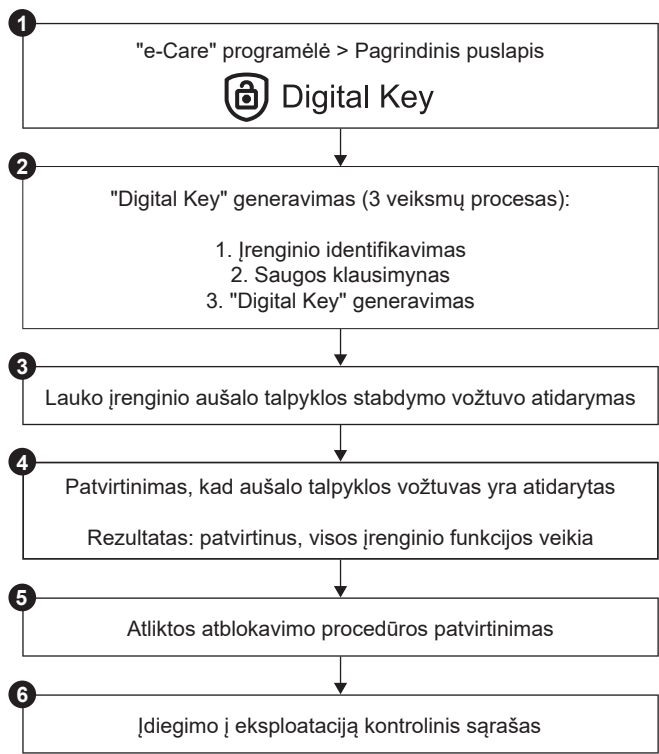 1
"e-Care" programėlė > Pagrindinis puslapis
Digital Key
2
"Digital Key" generavimas (3 veiksmų procesas):
1. Įrenginio identifikavimas
2. Saugos klausimynas
3. "Digital Key" generavimas
3
Lauko įrenginio aušalo talpyklos stabdymo vožtuvo atidarymas
4
Patvirtinimas, kad aušalo talpyklos vožtuvas yra atidarytas
Rezultatas: patvirtinus, visos įrenginio funkcijos veikia
5
Atliktos atblokavimo procedūros patvirtinimas
6
Įdiegimo į eksploataciją kontrolinis sąrašas